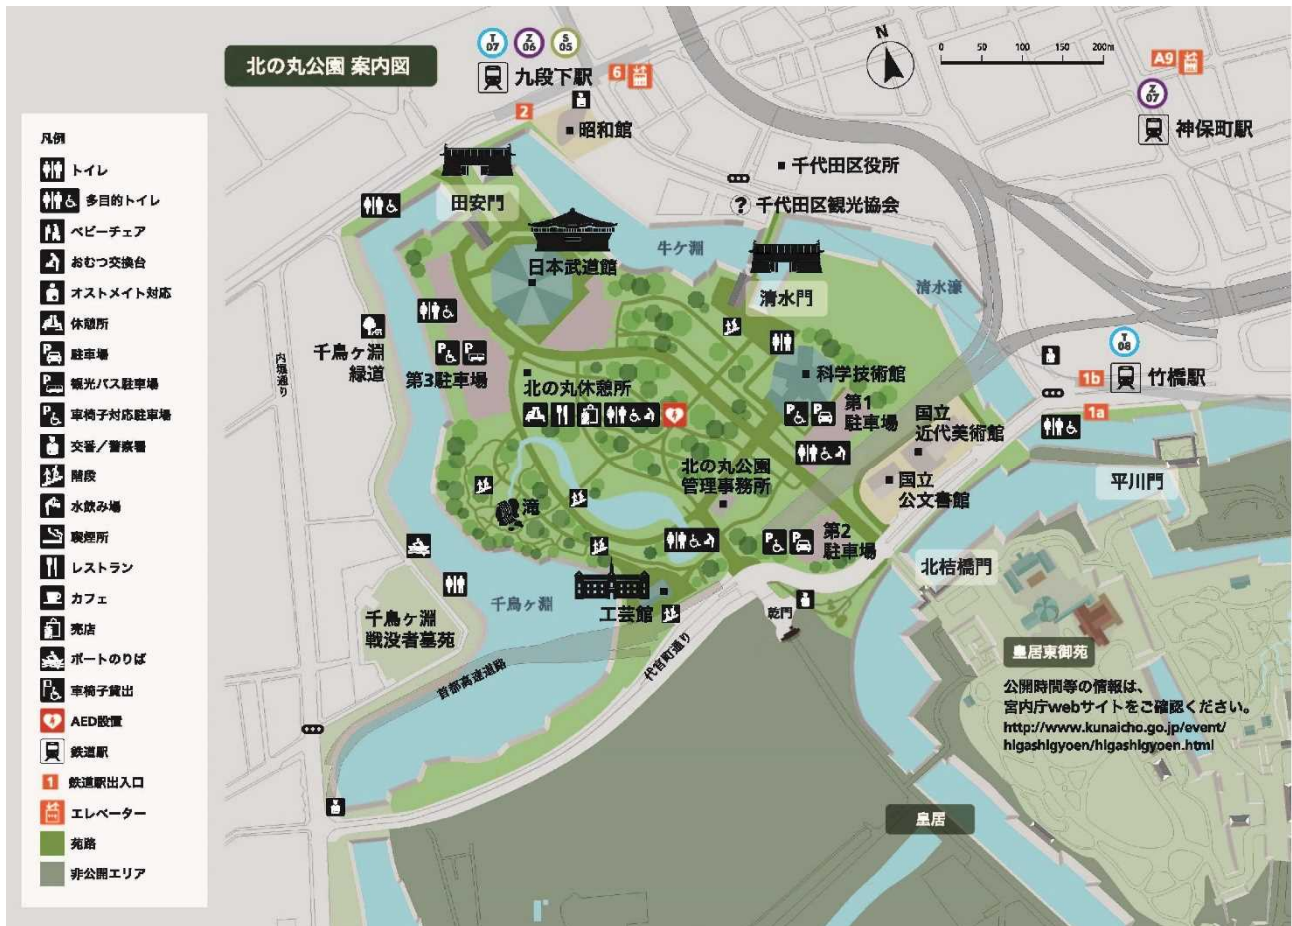 北の丸公園 案内図
T
07
Z
06
S
05
九段下駅
6
2
昭和館
N
0
50
100
150
200m
A9
Z
07
神保町駅
凡例
トイレ
多目的トイレ
ベビーチェア
おむつ交換台
オストメイト対応
休憩所
駐車場
観光バス駐車場
車椅子対応駐車場
交番／警察署
階段
水飲み場
喫煙所
レストラン
カフェ
売店
ボートのりば
車椅子貸出
AED設置
鉄道駅
1 鉄道駅出入口
エレベーター
苑路
非公開エリア
千代田区役所
? 千代田区観光協会
田安門
日本武道館
牛ケ淵
清水門
清水濠
内堀通り
千鳥ヶ淵
緑道
P
P
第3駐車場
北の丸休憩所
科学技術館
P
P
第1
駐車場
国立
近代美術館
国立
公文書館
T
08
1b
竹橋駅
1a
平川門
北の丸公園
管理事務所
滝
P
P
第2
駐車場
北桔橋門
工芸館
乾門
千鳥ヶ淵
千鳥ヶ淵
戦没者墓苑
首都高速道路
代官町通り
皇居東御苑
公開時間等の情報は、
宮内庁webサイトをご確認ください。
http://www.kunaicho.go.jp/event/
higashigyoen/higashigyoen.html
皇居